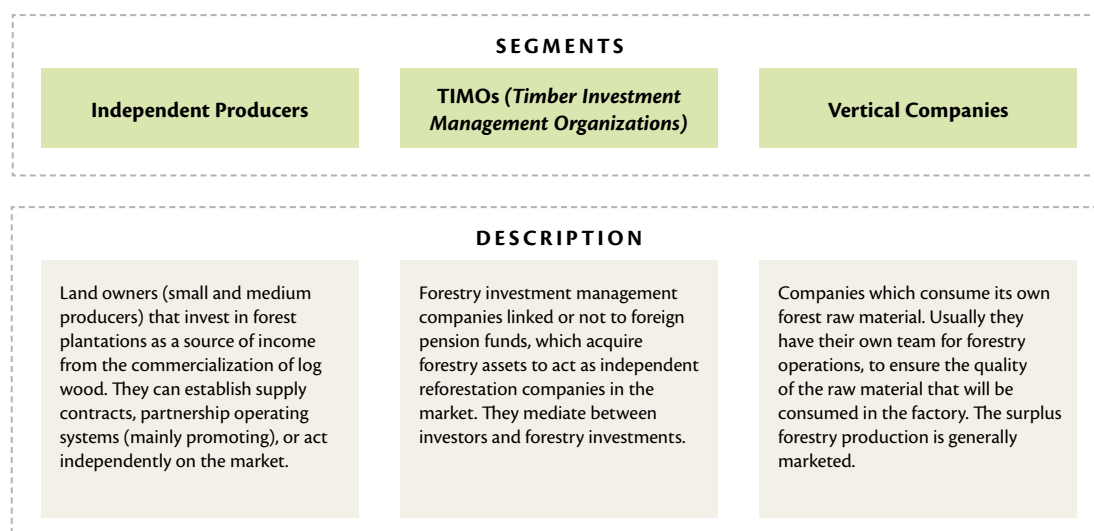 SEGMENTS
Independent Producers
TIMOs (Timber Investment
Management Organizations)
Vertical Companies
DESCRIPTION
Land owners (small and medium
producers) that invest in forest
plantations as a source of income
from the commercialization of log
wood. They can establish supply
contracts, partnership operating
systems (mainly promoting), or act
independently on the market.
Forestry investment management
companies linked or not to foreign
pension funds, which acquire
forestry assets to act as independent
reforestation companies in the
market. They mediate between
investors and forestry investments.
Companies which consume its own
forest raw material. Usually they
have their own team for forestry
operations, to ensure the quality
of the raw material that will be
consumed in the factory. The surplus
forestry production is generally
marketed.